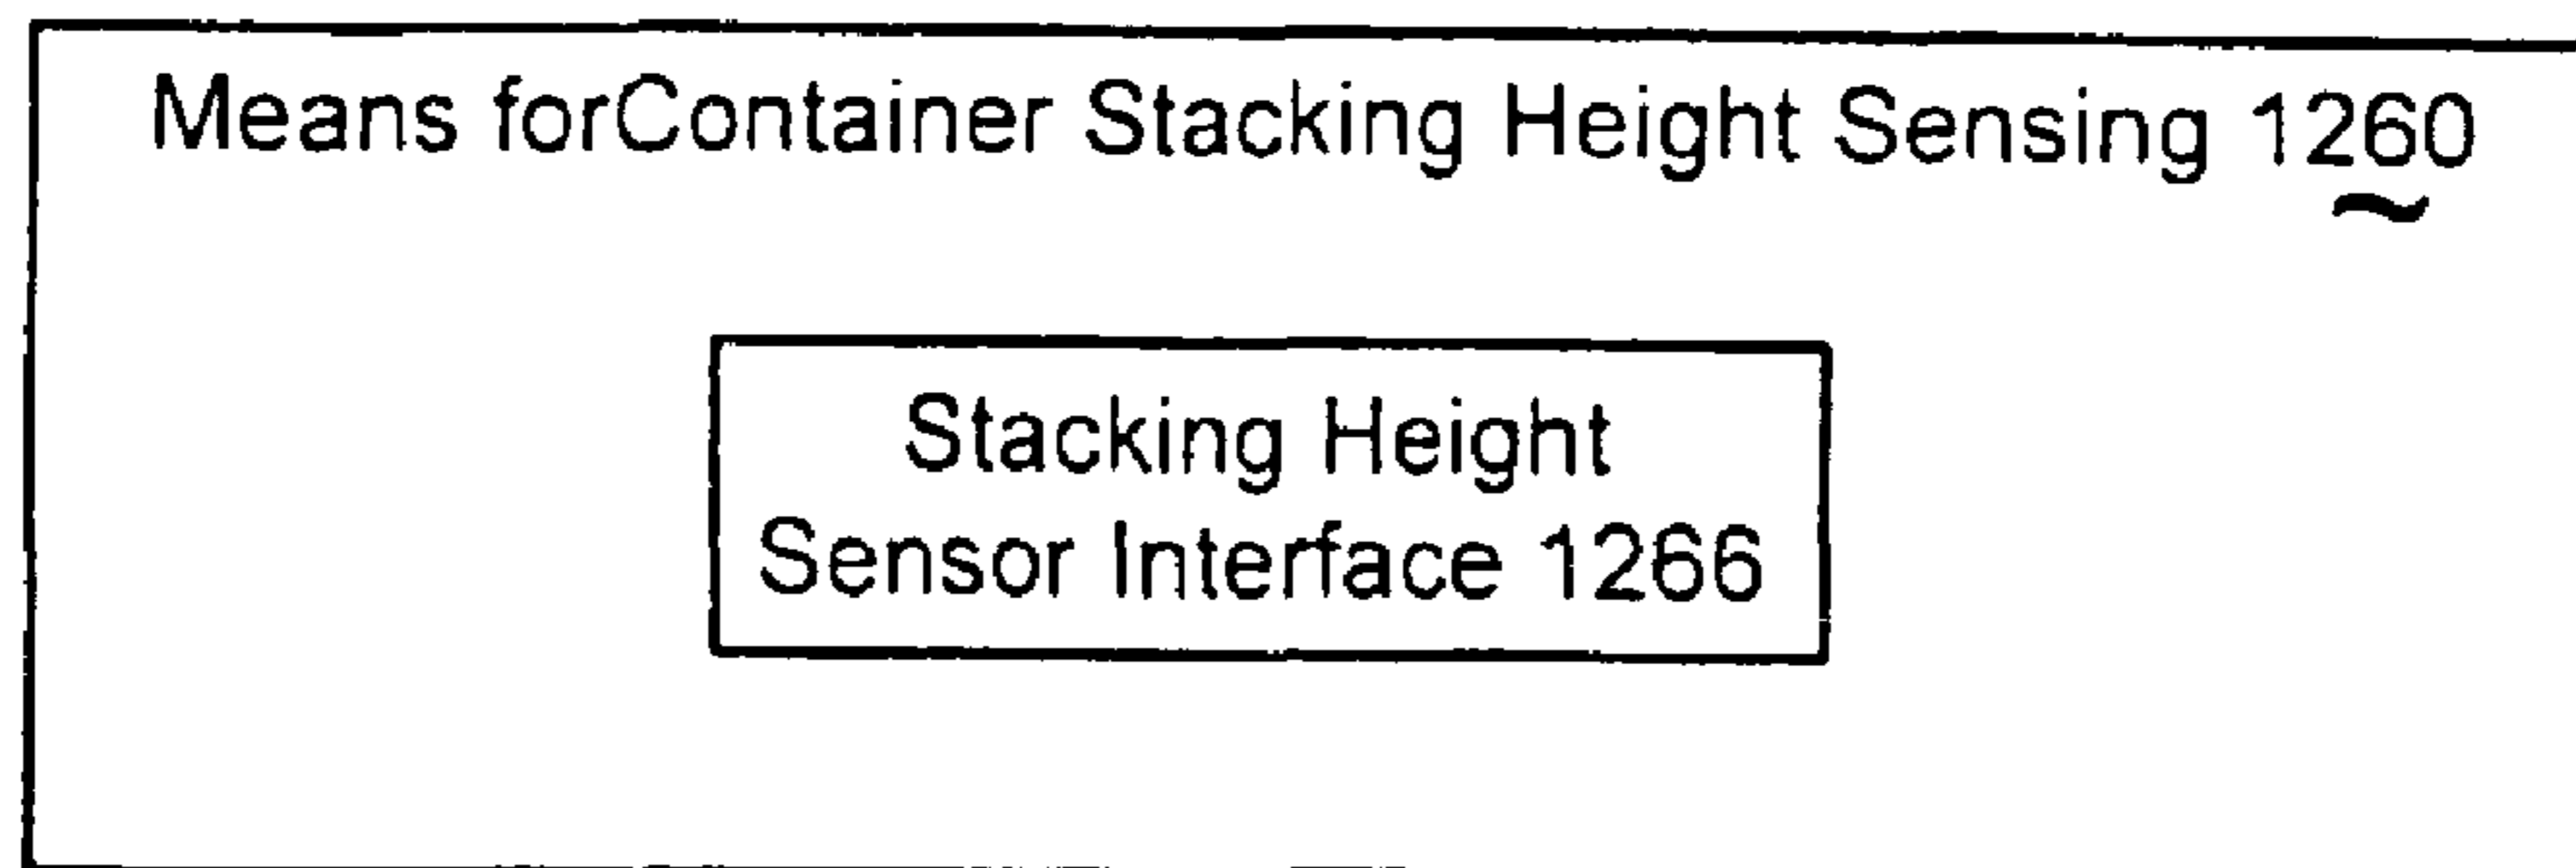 Means forContainer Stacking Height Sensing 1260
Stacking Height
Sensor Interface 1266